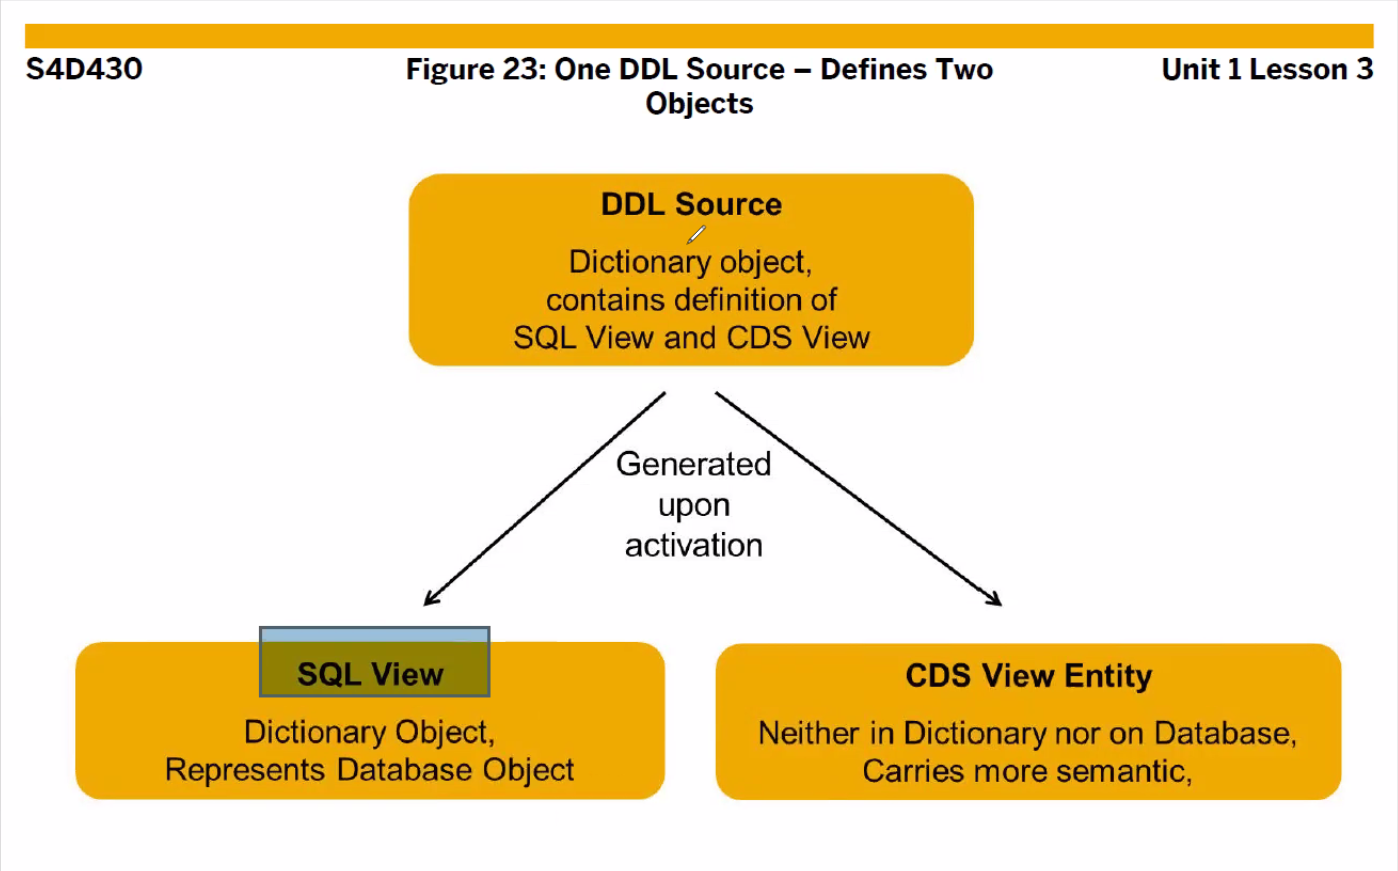 S4D430
Figure 23: One DDL Source – Defines Two
Objects
Unit 1 Lesson 3
DDL Source
Dictionary object,
contains definition of
SQL View and CDS View
Generated
upon
activation
SQL View
Dictionary Object,
Represents Database Object
CDS View Entity
Neither in Dictionary nor on Database,
Carries more semantic,